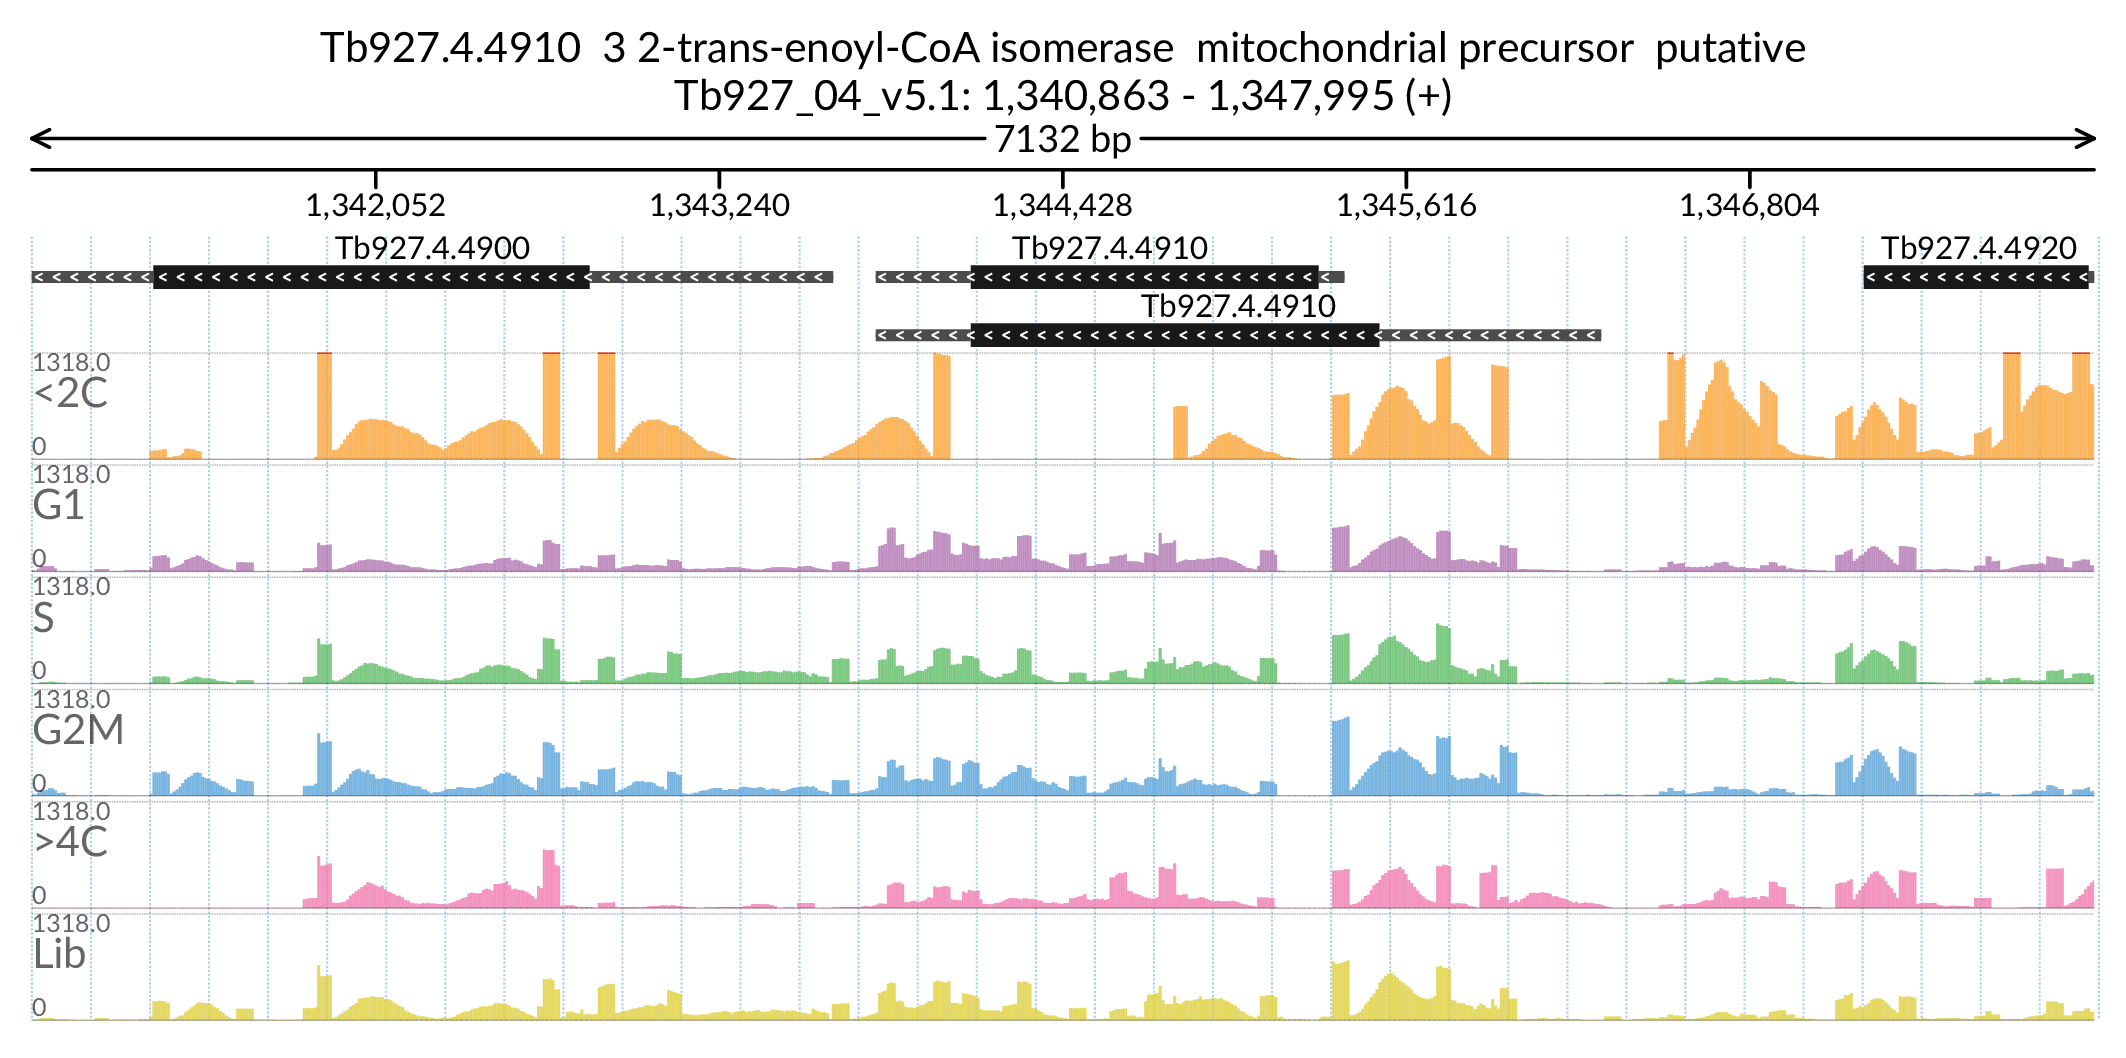 Tb927.4.4910  3 2-trans-enoyl-CoA isomerase  mitochondrial precursor  putative
Tb927_04_v5.1: 1,340,863 - 1,347,995 (+)
7132 bp
1,342,052 1,343,240 1,344,428 1,345,616 1,346,804
Tb927.4.4900 Tb927.4.4910 Tb927.4.4920
Tb927.4.4910
1318.0
<2C
0
1318.0
G1
0
1318.0
S
0
1318.0
G2M
0
1318.0
>4C
0
1318.0
Lib
0